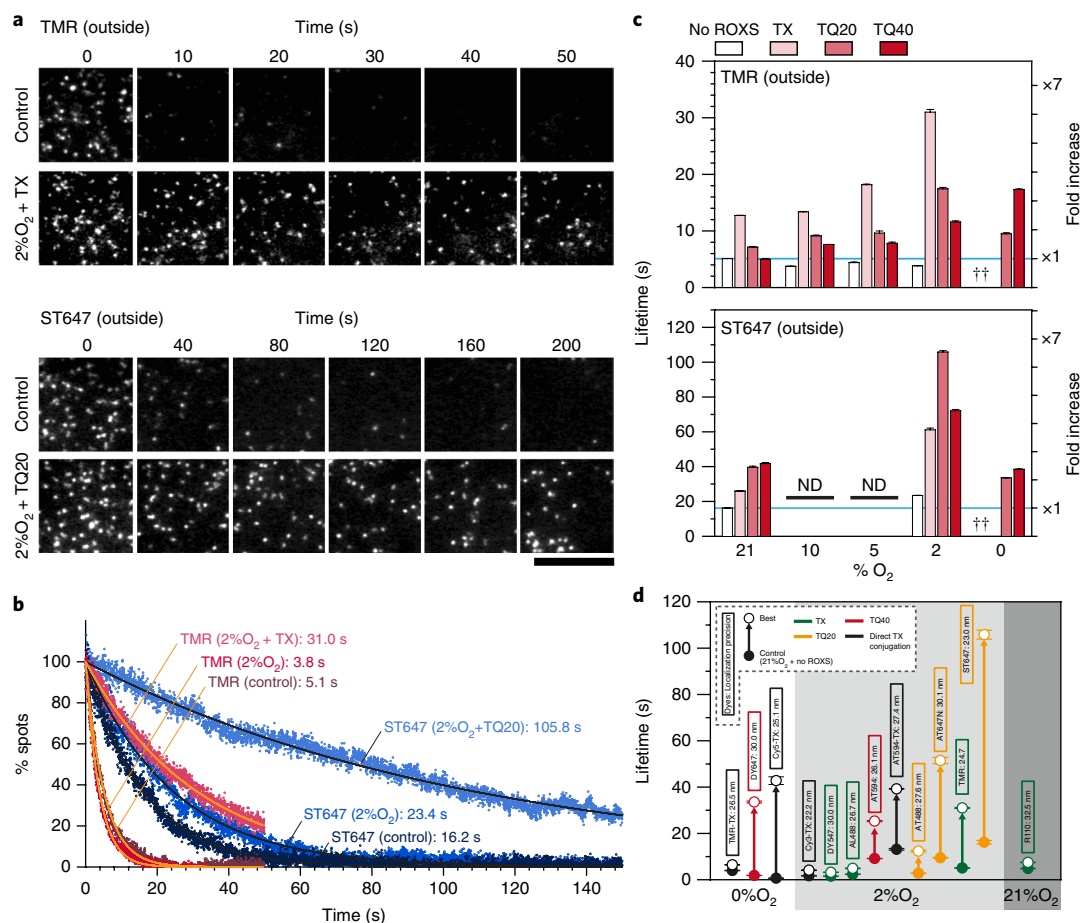 a
TMR (outside)
Time (s)
0 10 20 30 40 50
Control
2%O2 + TX
ST647 (outside)
Time (s)
0 40 80 120 160 200
Control
2%O2 + TQ20
b
100
80
60
40
20
0
% spots
TMR (2%O2 + TX): 31.0 s
TMR (2%O2): 3.8 s
TMR (control): 5.1 s
ST647 (2%O2+TQ20): 105.8 s
ST647 (2%O2): 23.4 s
ST647 (control): 16.2 s
0 20 40 60 80 100 120 140
Time (s)
c
No ROXS TX TQ20 TQ40
TMR (outside)
40
30
20
10
0
×7
×1
Fold increase
††
Lifetime (s)
ST647 (outside)
120
100
80
60
40
20
0
ND ND
††
×7
×1
Fold increase
21 10 5 2 0
% O2
d
120
100
80
60
40
20
0
Lifetime (s)
Dyes: Localization precision
Best
Control
(21%O2 + no ROXS)
TX
TQ20
TQ40
Direct TX
conjugation
TMR-TX: 26.5 nm
DY647: 30.0 nm
Cy5-TX: 25.1 nm
Cy3-TX: 22.2 nm
DY547: 30.0 nm
AL488: 26.7 nm
AT594: 26.1 nm
AT594-TX: 27.4 nm
AT488: 27.6 nm
AT647N: 30.1 nm
TMR: 24.7
ST647: 23.0 nm
R110: 32.5 nm
0%O2 2%O2 21%O2